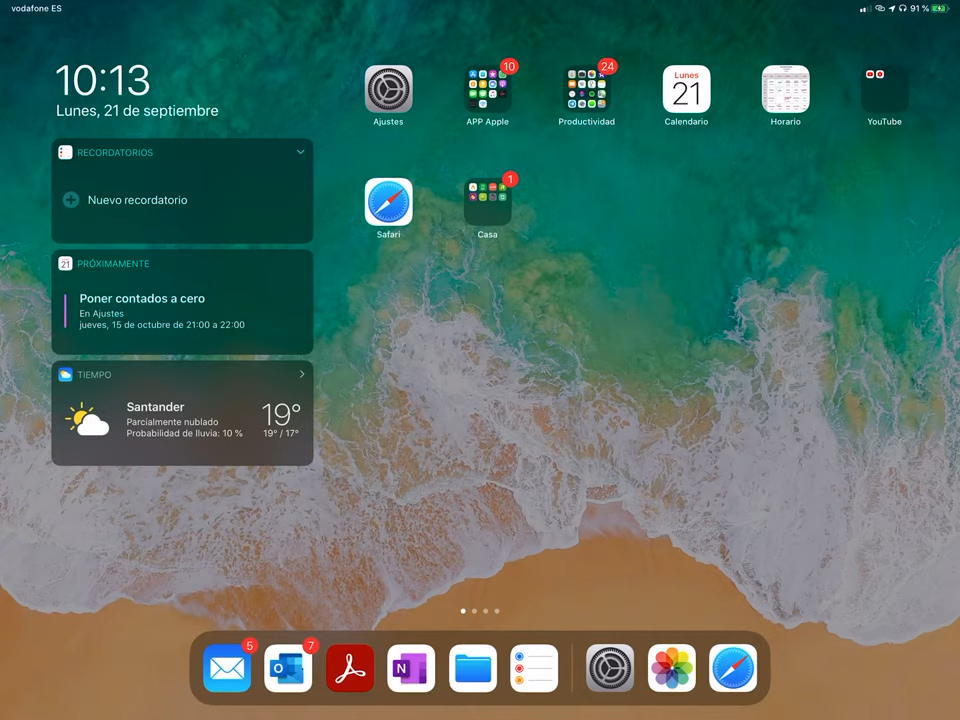 vodafone ES
91 %
10:13
Lunes, 21 de septiembre
RECORDATORIOS
Nuevo recordatorio
21
PRÓXIMAMENTE
Poner contados a cero
En Ajustes
jueves, 15 de octubre de 21:00 a 22:00
TIEMPO
Santander
Parcialmente nublado
Probabilidad de lluvia: 10 %
19°
19° / 17°
Ajustes
10
APP Apple
24
Productividad
Lunes
21
Calendario
Horario
YouTube
Safari
1
Casa
5
7
O
N